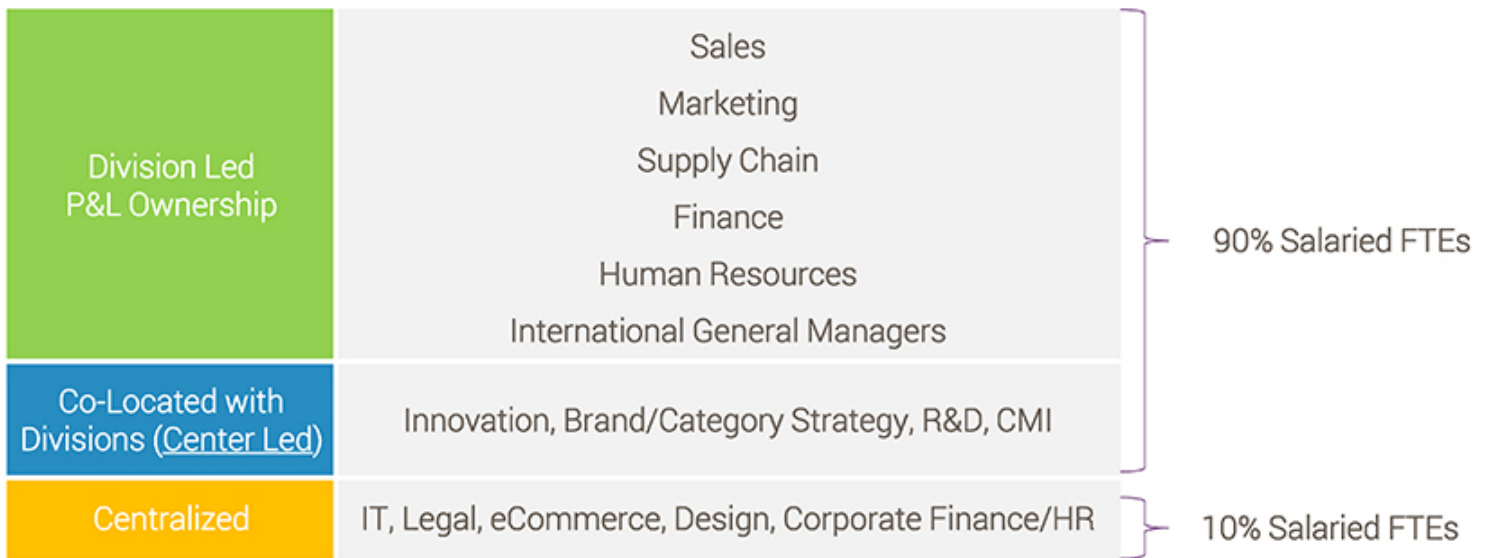 Division Led
P&L Ownership
Sales
Marketing
Supply Chain
Finance
Human Resources
International General Managers
90% Salaried FTEs
Co-Located with
Divisions (Center Led)
Innovation, Brand/Category Strategy, R&D, CMI
Centralized
IT, Legal, eCommerce, Design, Corporate Finance/HR
10% Salaried FTEs